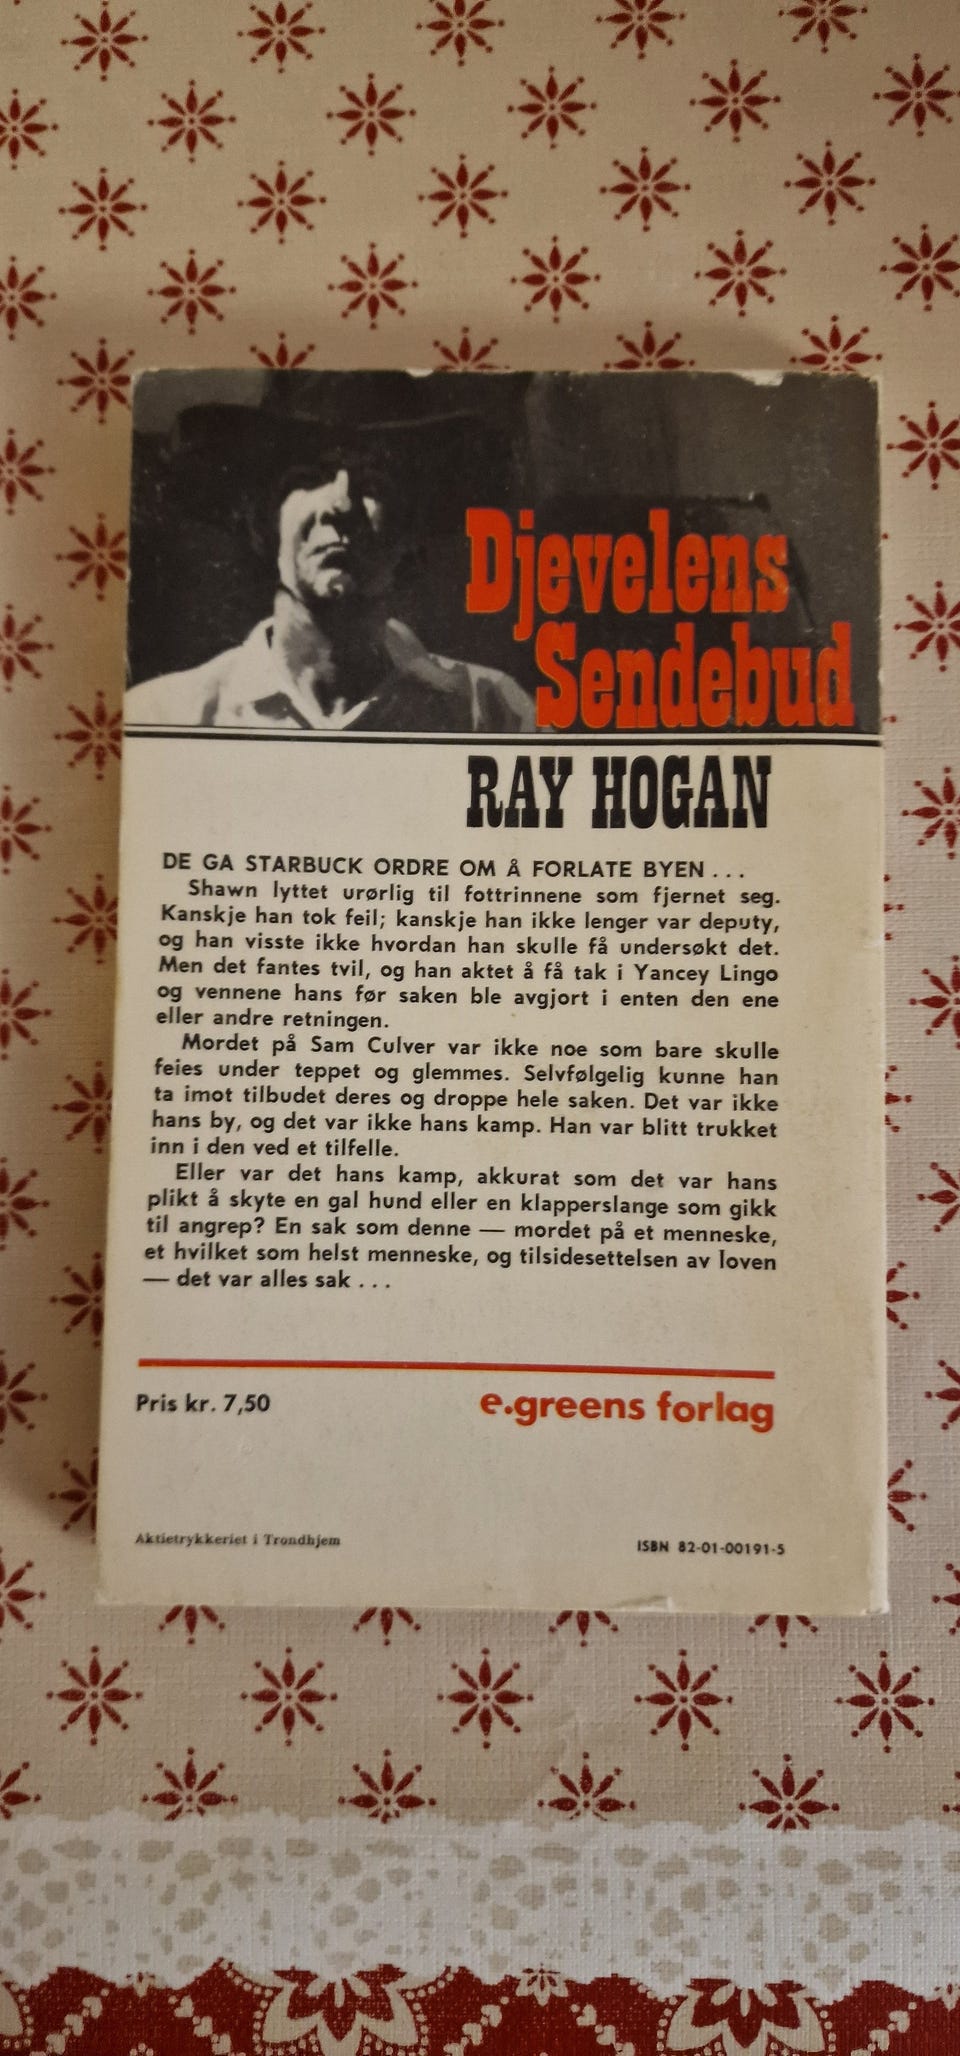 Djevelens
Sendebud
RAY HOGAN
DE GA STARBUCK ORDRE OM Å FORLATE BYEN . . .
Shawn lyttet urørlig til fottrinnene som fjernet seg.
Kanskje han tok feil; kanskje han ikke lenger var deputy,
og han visste ikke hvordan han skulle få undersøkt det.
Men det fantes tvil, og han aktet å få tak i Yancey Lingo
og vennene hans før saken ble avgjort i enten den ene
eller andre retningen.
Mordet på Sam Culver var ikke noe som bare skulle
feies under teppet og glemmes. Selvfølgelig kunne han
ta imot tilbudet deres og droppe hele saken. Det var ikke
hans by, og det var ikke hans kamp. Han var blitt trukket
inn i den ved et tilfelle.
Eller var det hans kamp, akkurat som det var hans
plikt å skyte en gal hund eller en klapperslange som gikk
til angrep? En sak som denne — mordet på et menneske,
et hvilket som helst menneske, og tilsidesettelsen av loven
— det var alles sak . . .
Pris kr. 7,50
e.greens forlag
Aktietrykkeriet i Trondhjem
ISBN 82-01-00191-5